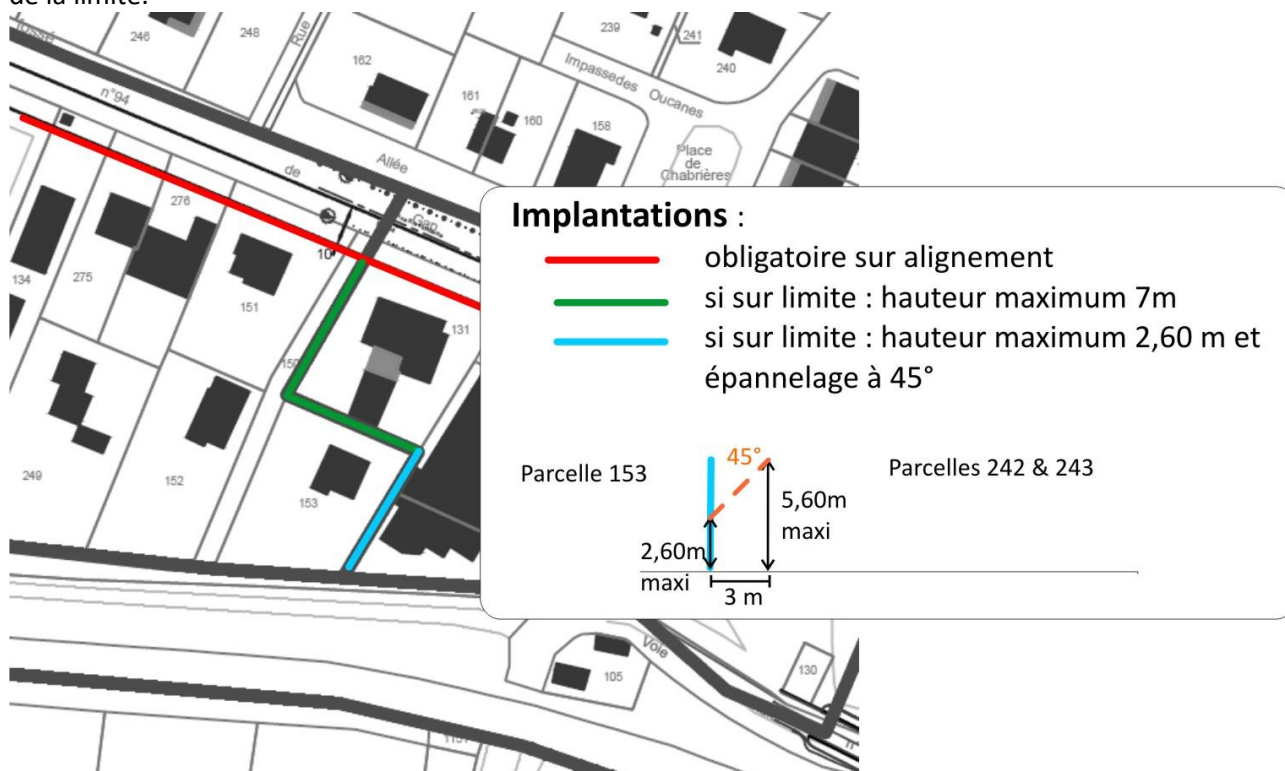 de la limite.
fossé
246
248
Rue
239
241
240
Impassedes Oucanes
162
161
160
158
n°94
Allée
Place
de
Chabrières
de
276
Gap
10
134
275
151
131
150
249
152
153
Implantations :
obligatoire sur alignement
si sur limite : hauteur maximum 7m
si sur limite : hauteur maximum 2,60 m et
épannelage à 45°
Parcelle 153
45°
Parcelles 242 & 243
5,60m
maxi
2,60m
maxi
3 m
Voie
105
130